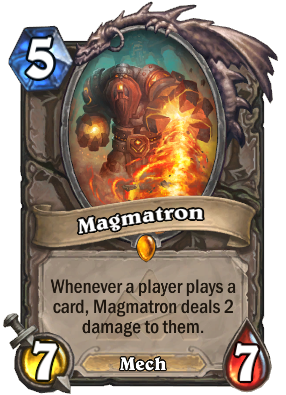 5
Magmatron
Whenever a player plays a
card, Magmatron deals 2
damage to them.
7
Mech
7